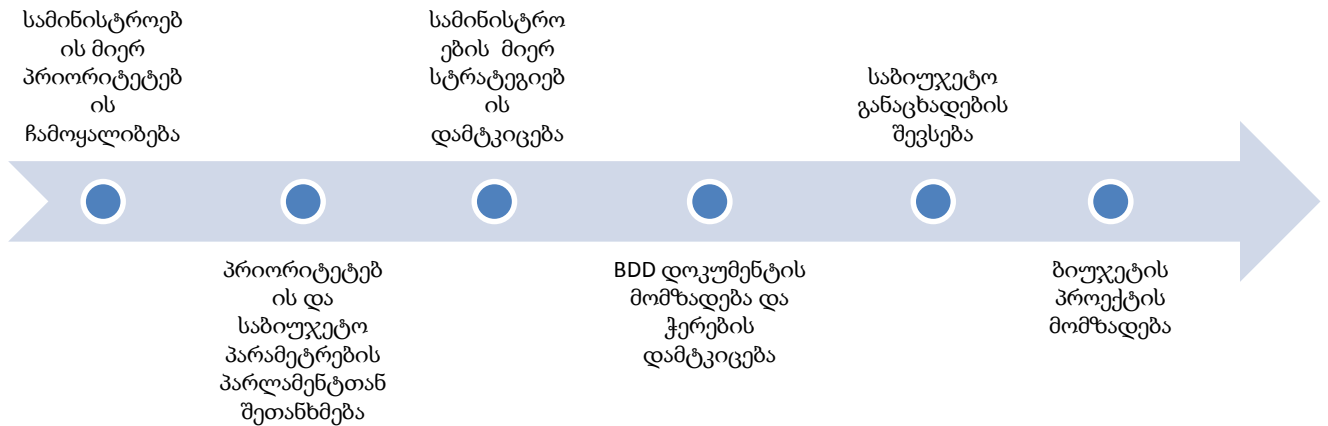 სამინისტროებ
ის მიერ
პრიორიტეტებ
ის
ჩამოყალიბება
პრიორიტეტებ
ის და
საბიუჯეტო
პარამეტრების
პარლამენტთან
შეთანხმება
სამინისტრო
ების მიერ
სტრატეგიებ
ის
დამტკიცება
BDD დოკუმენტის
მომზადება და
ჭერების
დამტკიცება
საბიუჯეტო
განაცხადების
შევსება
ბიუჯეტის
პროექტის
მომზადება